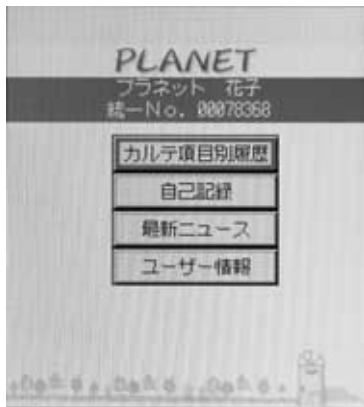 PLANET
プラネット 花子
統一No. 00078368
カルテ項目別履歴
自己記録
最新ニュース
ユーザー情報